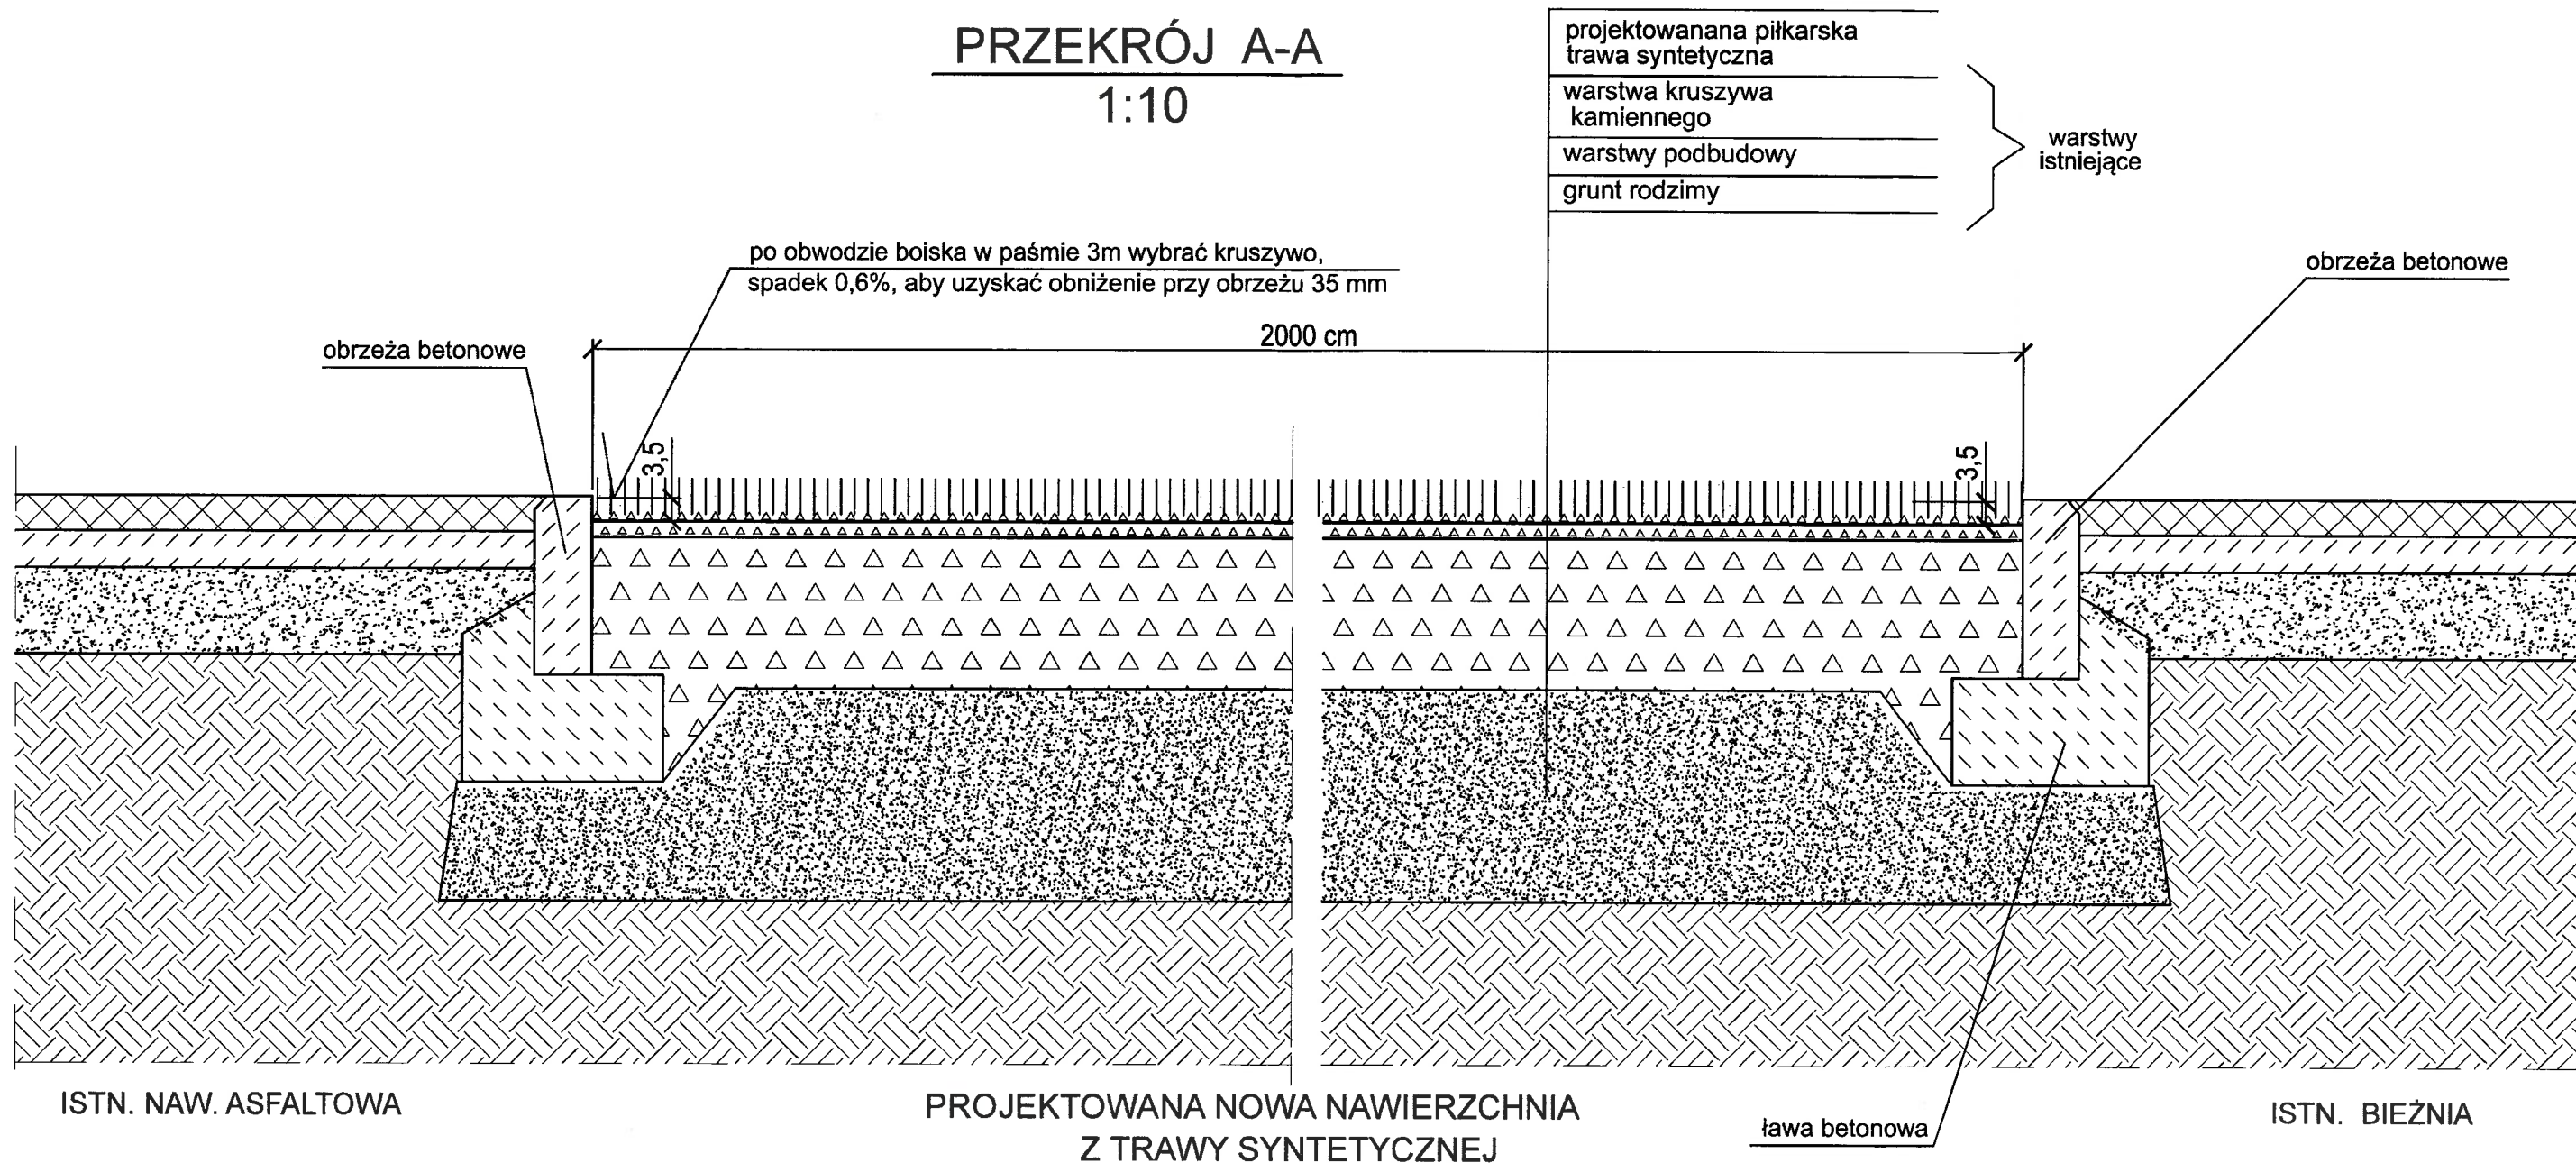 PRZEKRÓJ A-A
1:10
projektowanana piłkarska
trawa syntetyczna
warstwa kruszywa
kamiennego
warstwy podbudowy
grunt rodzimy
warstwy
istniejące
po obwodzie boiska w paśmie 3m wybrać kruszywo,
spadek 0,6%, aby uzyskać obniżenie przy obrzeżu 35 mm
obrzeża betonowe
2000 cm
obrzeża betonowe
3,5
3,5
ISTN. NAW. ASFALTOWA
PROJEKTOWANA NOWA NAWIERZCHNIA
Z TRAWY SYNTETYCZNEJ
ława betonowa
ISTN. BIEŻNIA